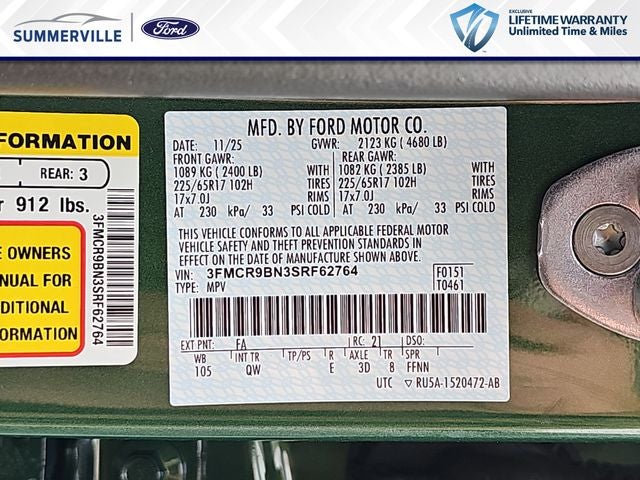 SUMMERVILLE
Ford
EXCLUSIVE
LIFETIME WARRANTY
Unlimited Time & Miles
FORMATION
REAR: 3
912 lbs.
E OWNERS
ANUAL FOR
DITIONAL
FORMATION
3FMCR9BN3SRF62764
MFD. BY FORD MOTOR CO.
DATE: 11/25 GVWR: 2123 KG ( 4680 LB)
FRONT GAWR: REAR GAWR:
1089 KG ( 2400 LB) WITH 1082 KG ( 2385 LB) WITH
225/65R17 102H TIRES 225/65R17 102H TIRES
17x7.0J RIMS 17x7.0J RIMS
AT 230 kPa/ 33 PSI COLD AT 230 kPa/ 33 PSI COLD
THIS VEHICLE CONFORMS TO ALL APPLICABLE FEDERAL MOTOR
VEHICLE SAFETY AND THEFT PREVENTION STANDARDS IN
EFFECT ON THE DATE OF MANUFACTURE SHOWN ABOVE.
VIN: 3FMCR9BN3SRF62764 F0151
TYPE: MPV T0461
EXT PNT: FA RC: 21 DSO:
WB INT TR TP/PS R AXLE TR SPR
105 QW E 3D 8 FFNN
UTC RU5A-1520472-AB